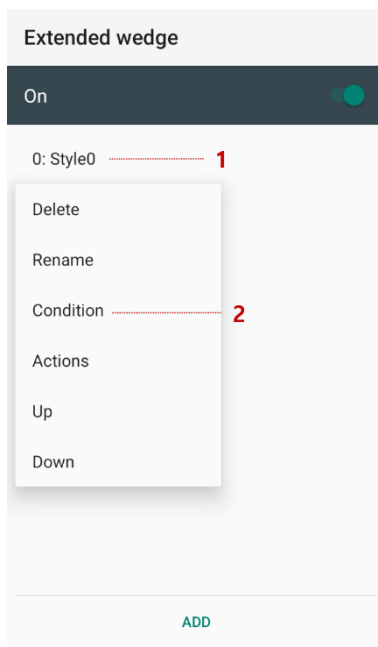 Extended wedge
On
0: Style0 1
Delete
Rename
Condition 2
Actions
Up
Down
ADD